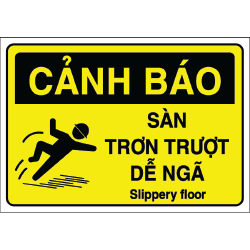 CẢNH BÁO
SÀN
TRƠN TRƯỢT
DỄ NGÃ
Slippery floor